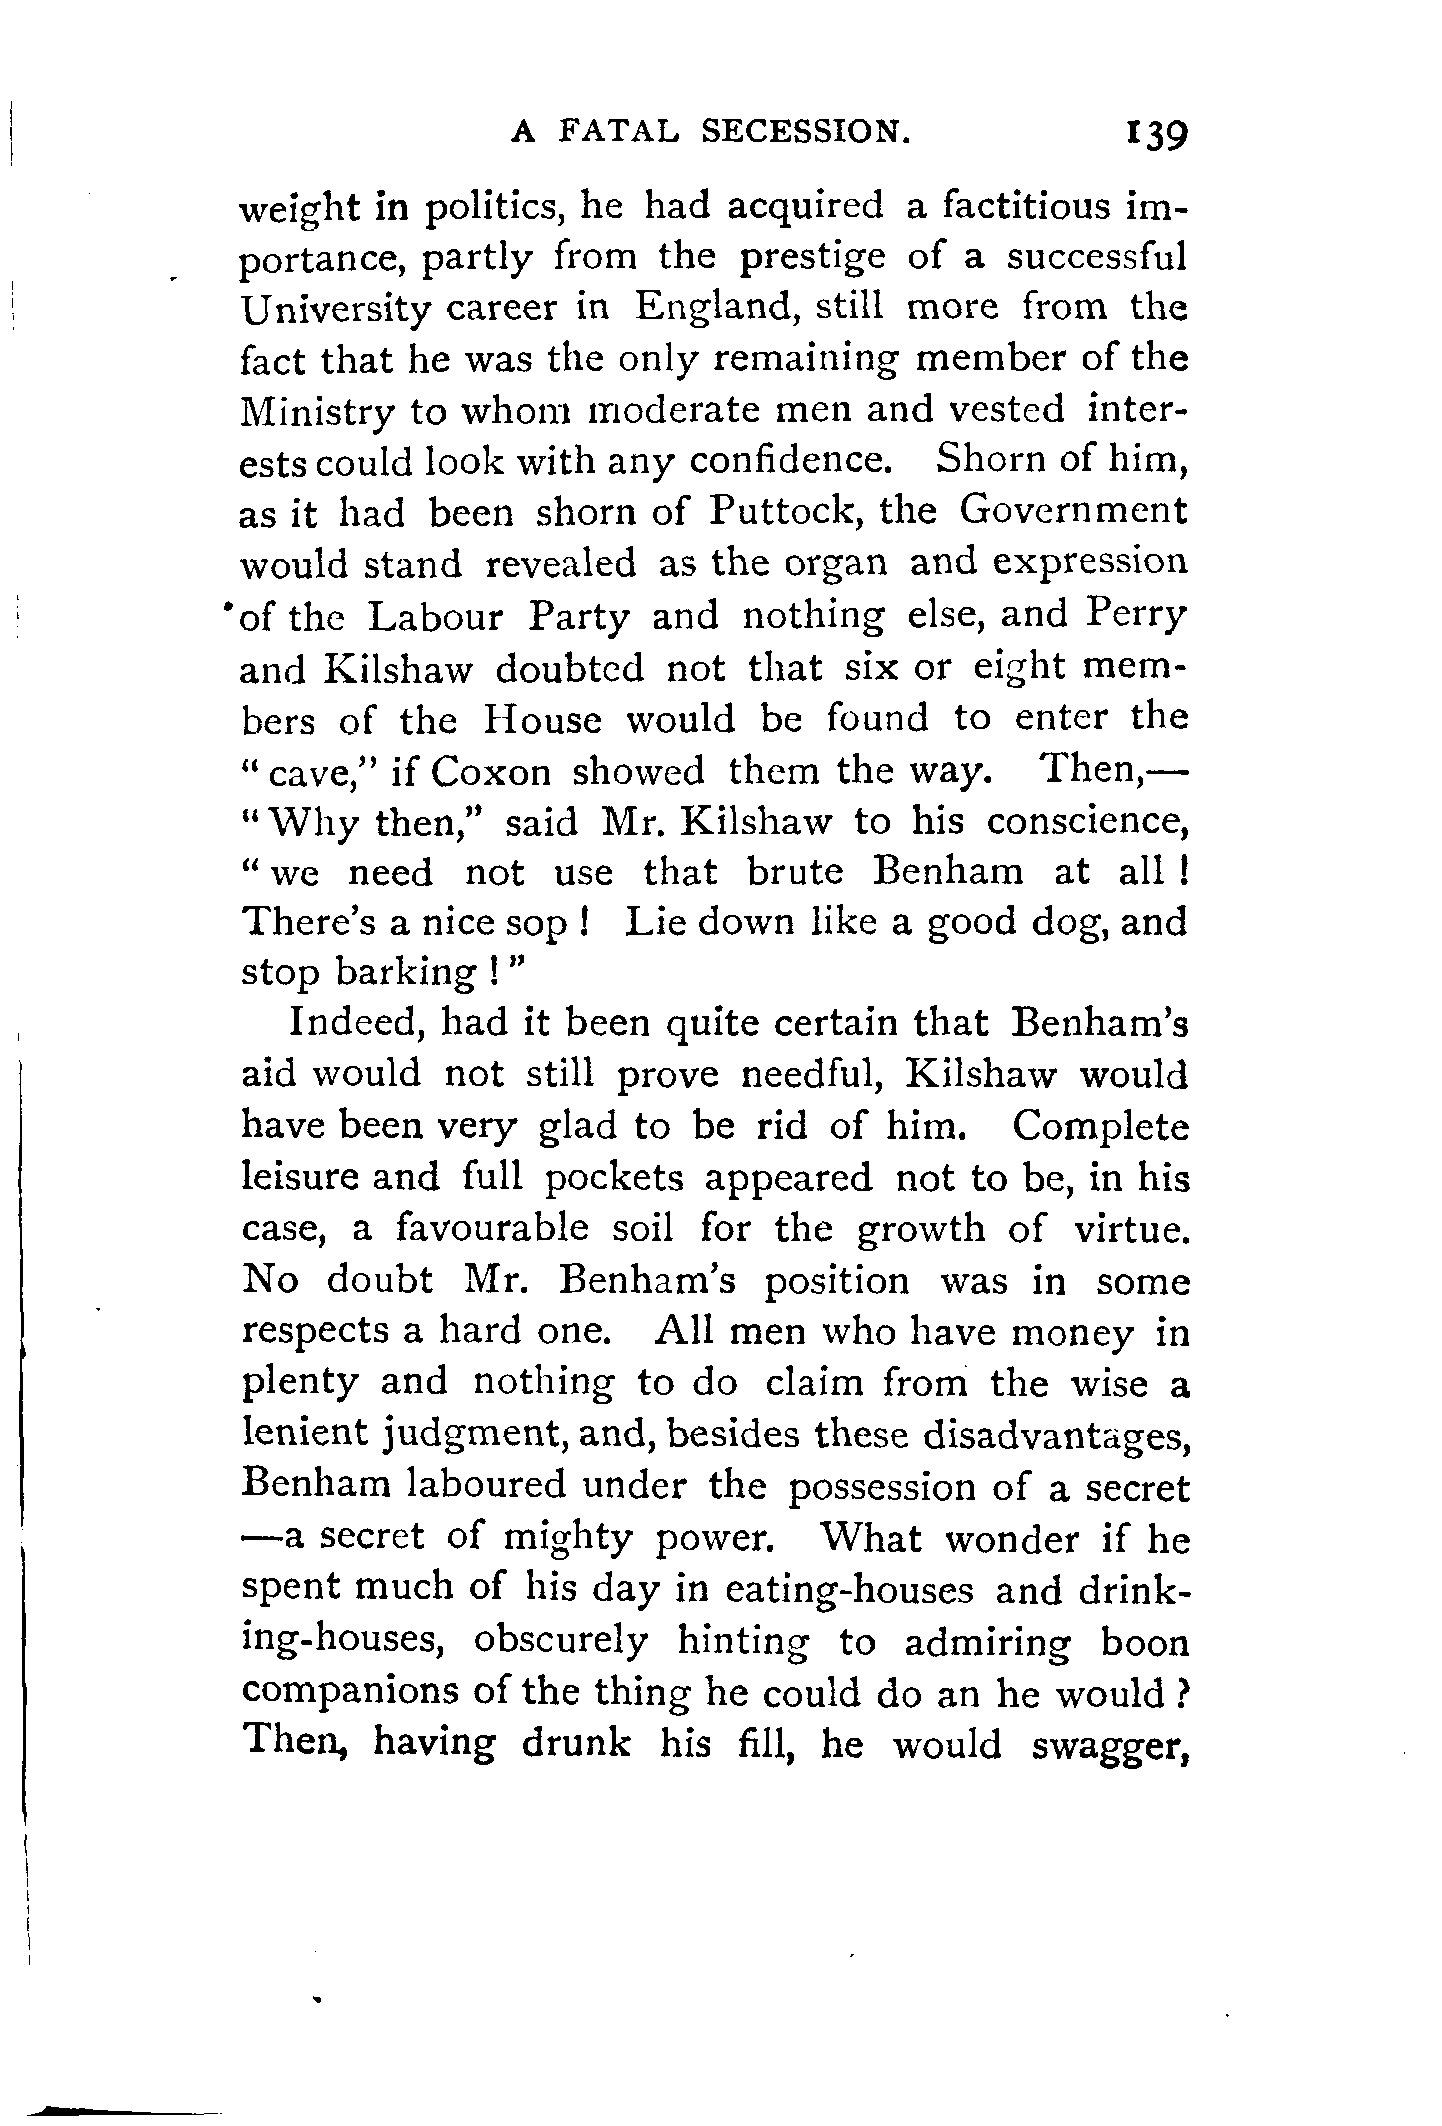 A FATAL SECESSION. 139
weight in politics, he had acquired a factitious im-
portance, partly from the prestige of a successful
University career in England, still more from the
fact that he was the only remaining member of the
Ministry to whom moderate men and vested inter-
ests could look with any confidence. Shorn of him,
as it had been shorn of Puttock, the Government
would stand revealed as the organ and expression
of the Labour Party and nothing else, and Perry
and Kilshaw doubted not that six or eight mem-
bers of the House would be found to enter the
“ cave,” if Coxon showed them the way. Then,—
“ Why then,” said Mr. Kilshaw to his conscience,
“ we need not use that brute Benham at all !
There’s a nice sop ! Lie down like a good dog, and
stop barking ! ”
Indeed, had it been quite certain that Benham’s
aid would not still prove needful, Kilshaw would
have been very glad to be rid of him. Complete
leisure and full pockets appeared not to be, in his
case, a favourable soil for the growth of virtue.
No doubt Mr. Benham’s position was in some
respects a hard one. All men who have money in
plenty and nothing to do claim from the wise a
lenient judgment, and, besides these disadvantages,
Benham laboured under the possession of a secret
—a secret of mighty power. What wonder if he
spent much of his day in eating-houses and drink-
ing-houses, obscurely hinting to admiring boon
companions of the thing he could do an he would ?
Then, having drunk his fill, he would swagger,